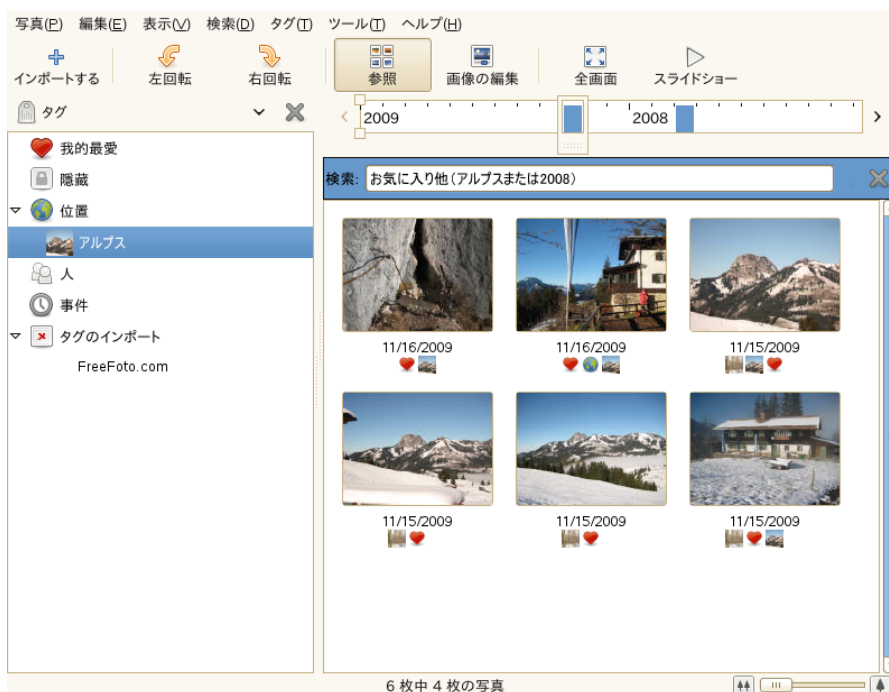 写真(P) 編集(E) 表示(V) 検索(D) タグ(T) ツール(T) ヘルプ(H)
インポートする 左回転 右回転 参照 画像の編集 全画面 スライドショー
タグ
2009 2008
我的最愛
隠蔵
位置
アルプス
人
事件
タグのインポート
FreeFoto.com
検索: お気に入り他(アルプスまたは2008)
11/16/2009 11/16/2009 11/15/2009
11/15/2009 11/15/2009 11/15/2009
6 枚中 4 枚の写真